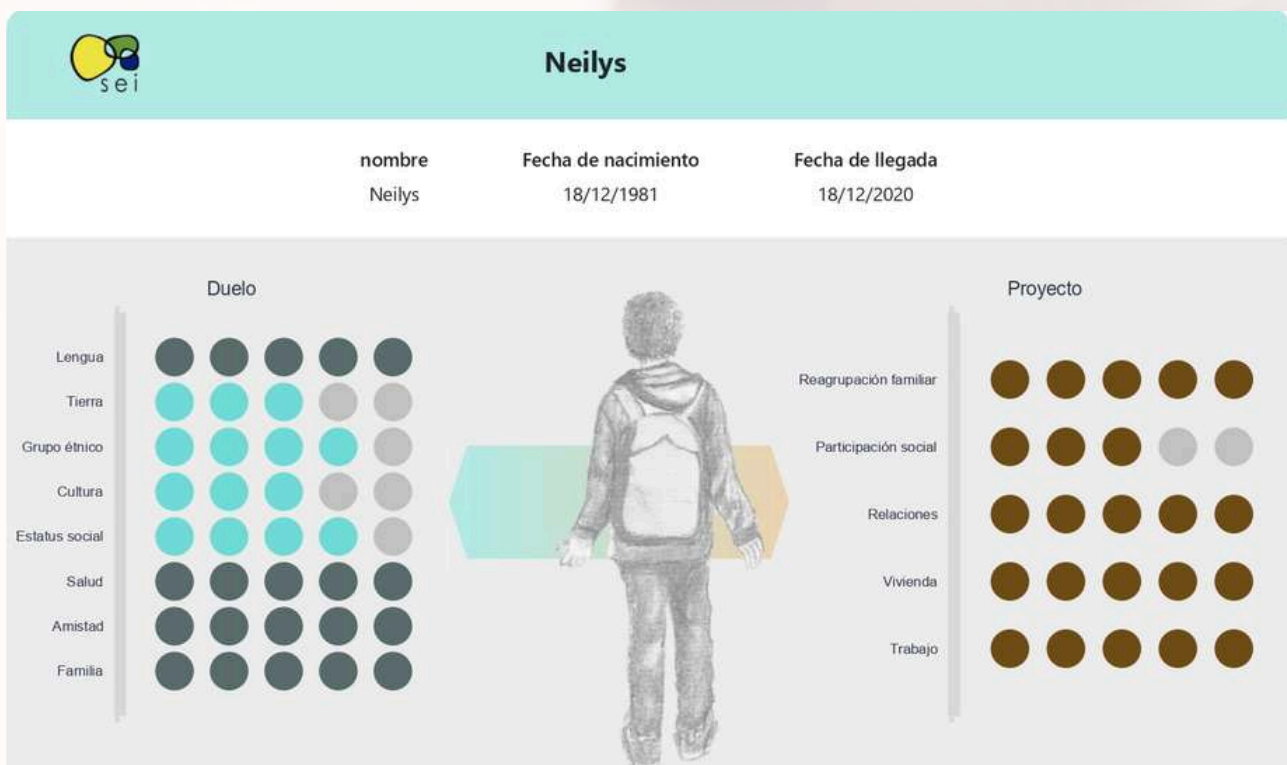 sei
Neilys
nombre Fecha de nacimiento Fecha de llegada
Neilys 18/12/1981 18/12/2020
Duelo
Lengua
Tierra
Grupo étnico
Cultura
Estatus social
Salud
Amistad
Familia
Proyecto
Reagrupación familiar
Participación social
Relaciones
Vivienda
Trabajo